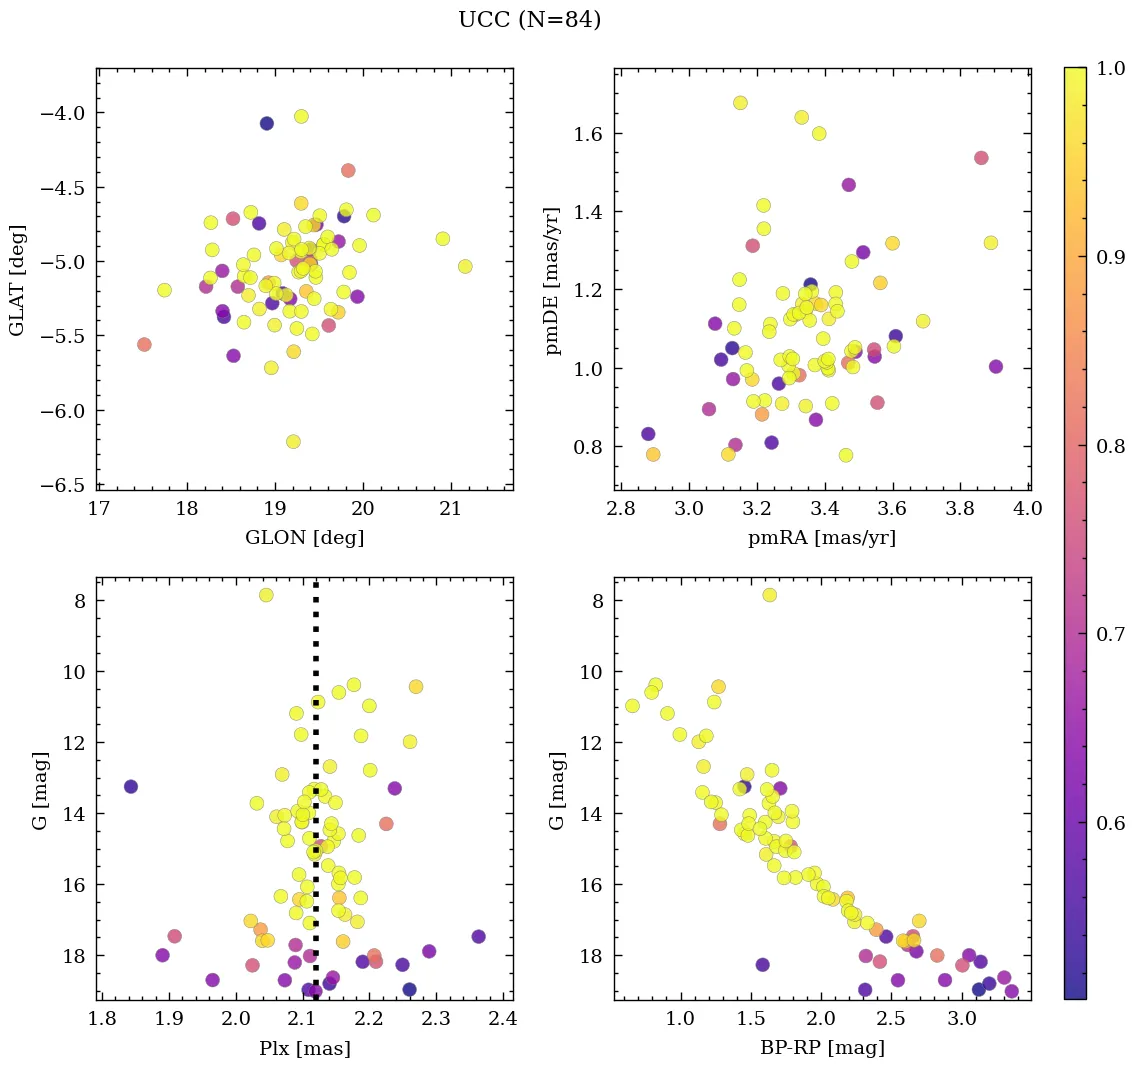 UCC (N=84)
−4.0
−4.5
−5.0
−5.5
−6.0
−6.5
GLAT [deg]
17 18 19 20 21
GLON [deg]
1.6
1.4
1.2
1.0
0.8
pmDE [mas/yr]
2.8 3.0 3.2 3.4 3.6 3.8 4.0
pmRA [mas/yr]
8
10
12
14
16
18
G [mag]
1.8 1.9 2.0 2.1 2.2 2.3 2.4
Plx [mas]
8
10
12
14
16
18
G [mag]
1.0 1.5 2.0 2.5 3.0
BP-RP [mag]
1.0
0.9
0.8
0.7
0.6